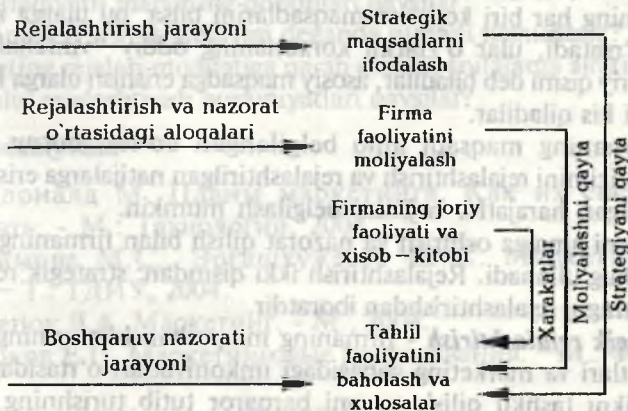 Rejalashtirish jarayoni
Strategik
maqsadlarni
ifodalash
Rejalashtirish va nazorat
o`rtasidagi aloqalari
Firma
faoliyatini
moliyalash
Firmaning joriy
faoliyati va
xisob – kitobi
Boshqaruv nazorati
jarayoni
Tahlil
faoliyatini
baholash va
xulosalar
Xarakatlar
Moliyalashni qayta
Strategiyani qayta